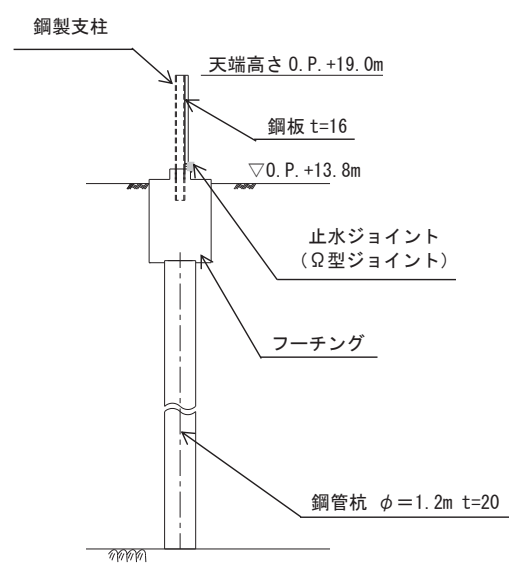 鋼製支柱
天端高さ O.P.+19.0m
鋼板 t=16
▽O.P.+13.8m
止水ジョイント
（Ω型ジョイント）
フーチング
鋼管杭 φ＝1.2m t=20